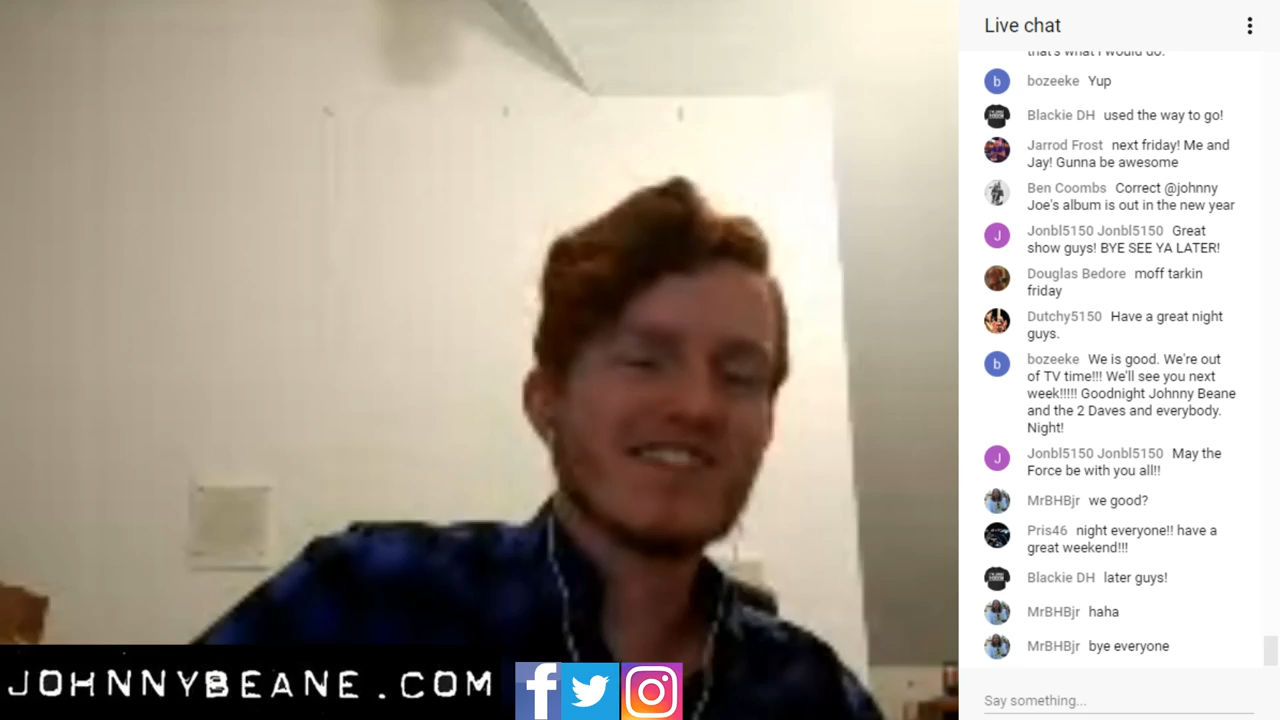 JOHNNYBEANE.COM
Live chat
that's what I would do.
b bozeeke Yup
Blackie DH used the way to go!
Jarrod Frost next friday! Me and
Jay! Gunna be awesome
Ben Coombs Correct @johnny
Joe's album is out in the new year
J Jonbl5150 Jonbl5150 Great
show guys! BYE SEE YA LATER!
Douglas Bedore moff tarkin
friday
Dutchy5150 Have a great night
guys.
b bozeeke We is good. We're out
of TV time!!! We'll see you next
week!!!!! Goodnight Johnny Beane
and the 2 Daves and everybody.
Night!
J Jonbl5150 Jonbl5150 May the
Force be with you all!!
MrBHBjr we good?
Pris46 night everyone!! have a
great weekend!!!
Blackie DH later guys!
MrBHBjr haha
MrBHBjr bye everyone
Say something...